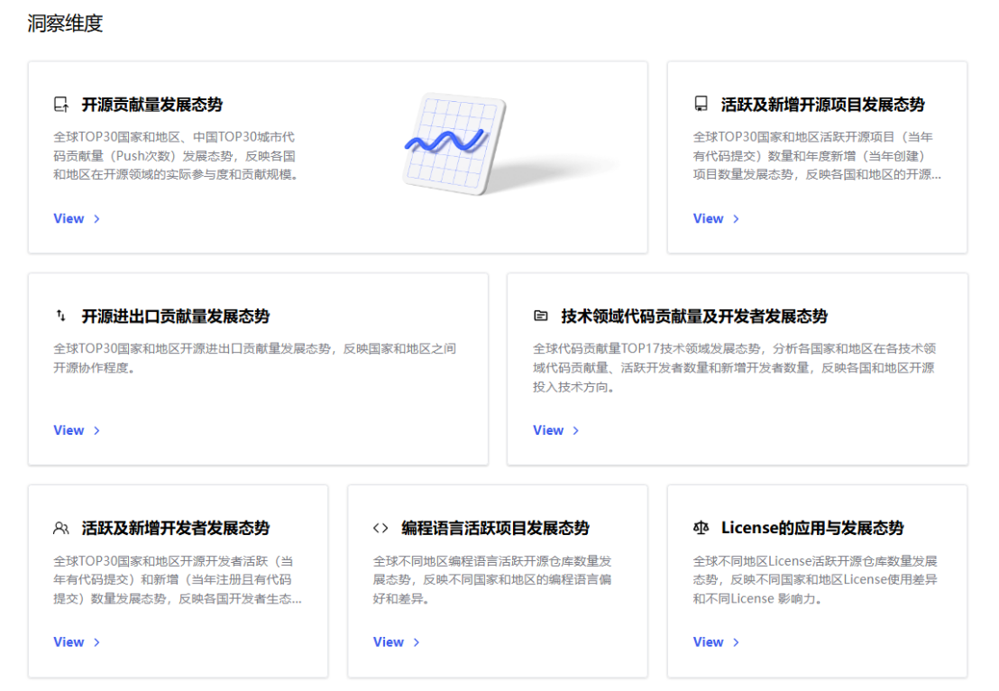 洞察维度
开源贡献量发展态势
全球TOP30国家和地区、中国TOP30城市代
码贡献量（Push次数）发展态势，反映各国
和地区在开源领域的实际参与度和贡献规模。
View
活跃及新增开源项目发展态势
全球TOP30国家和地区活跃开源项目（当年
有代码提交）数量和年度新增（当年创建）
项目数量发展态势，反映各国和地区的开源...
View
开源进出口贡献量发展态势
全球TOP30国家和地区开源进出口贡献量发展态势，反映国家和地区之间
开源协作程度。
View
技术领域代码贡献量及开发者发展态势
全球代码贡献量TOP17技术领域发展态势，分析各国家和地区在各技术领
域代码贡献量、活跃开发者数量和新增开发者数量，反映各国和地区开源
投入技术方向。
View
活跃及新增开发者发展态势
全球TOP30国家和地区开源开发者活跃（当
年有代码提交）和新增（当年注册且有代码
提交）数量发展态势，反映各国开发者生态...
View
编程语言活跃项目发展态势
全球不同地区编程语言活跃开源仓库数量发
展态势，反映不同国家和地区的编程语言偏
好和差异。
View
License的应用与发展态势
全球不同地区License活跃开源仓库数量发展
态势，反映不同国家和地区License使用差异
和不同License 影响力。
View